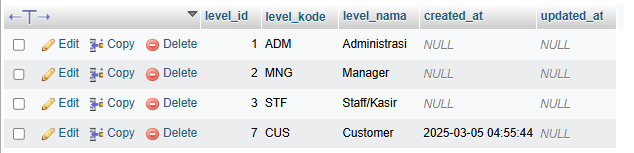 level_id level_kode level_nama created_at updated_at
Edit Copy Delete 1 ADM Administrasi NULL NULL
Edit Copy Delete 2 MNG Manager NULL NULL
Edit Copy Delete 3 STF Staff/Kasir NULL NULL
Edit Copy Delete 7 CUS Customer 2025-03-05 04:55:44 NULL